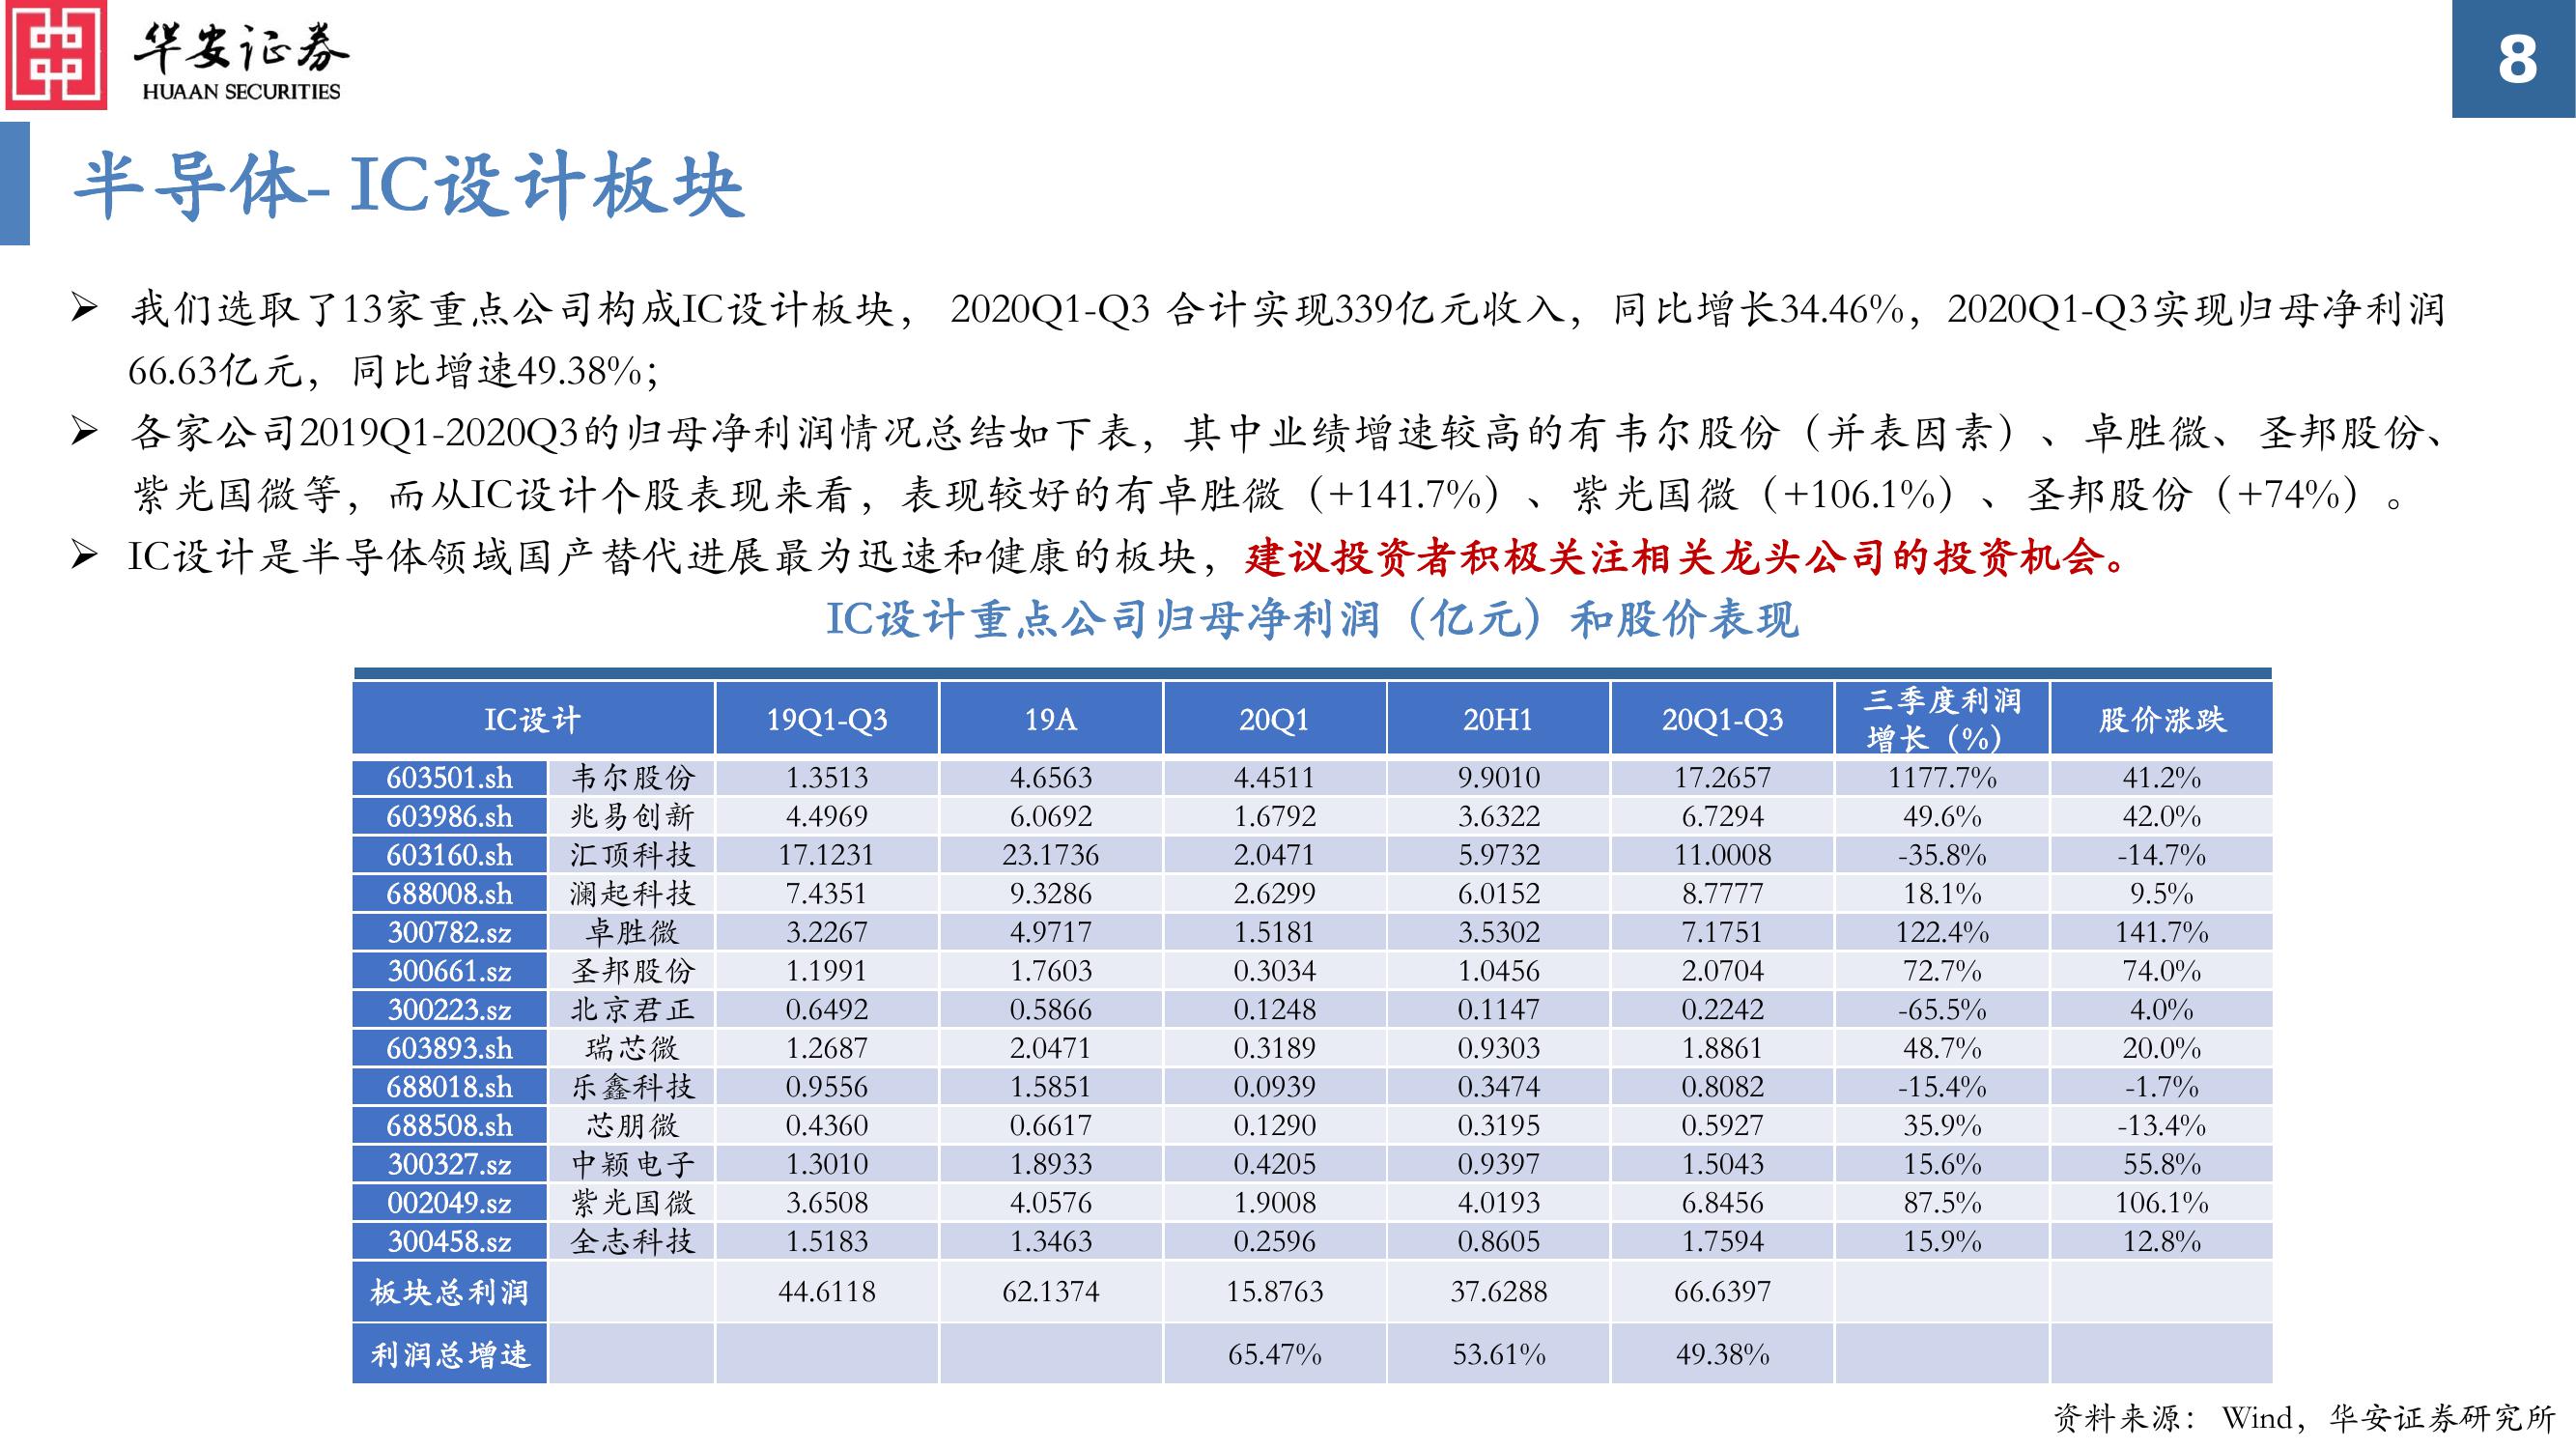 华安证券
HUAAN SECURITIES
8
半导体- IC设计板块
➢ 我们选取了13家重点公司构成IC设计板块， 2020Q1-Q3 合计实现339亿元收入，同比增长34.46%，2020Q1-Q3实现归母净利润
66.63亿元，同比增速49.38%；
➢ 各家公司2019Q1-2020Q3的归母净利润情况总结如下表，其中业绩增速较高的有韦尔股份（并表因素）、卓胜微、圣邦股份、
紫光国微等，而从IC设计个股表现来看，表现较好的有卓胜微（+141.7%）、紫光国微（+106.1%）、圣邦股份（+74%）。
➢ IC设计是半导体领域国产替代进展最为迅速和健康的板块，建议投资者积极关注相关龙头公司的投资机会。
IC设计重点公司归母净利润（亿元）和股价表现
IC设计 19Q1-Q3 19A 20Q1 20H1 20Q1-Q3 三季度利润 股价涨跌
增长（%）
603501.sh 韦尔股份 1.3513 4.6563 4.4511 9.9010 17.2657 1177.7% 41.2%
603986.sh 兆易创新 4.4969 6.0692 1.6792 3.6322 6.7294 49.6% 42.0%
603160.sh 汇顶科技 17.1231 23.1736 2.0471 5.9732 11.0008 -35.8% -14.7%
688008.sh 澜起科技 7.4351 9.3286 2.6299 6.0152 8.7777 18.1% 9.5%
300782.sz 卓胜微 3.2267 4.9717 1.5181 3.5302 7.1751 122.4% 141.7%
300661.sz 圣邦股份 1.1991 1.7603 0.3034 1.0456 2.0704 72.7% 74.0%
300223.sz 北京君正 0.6492 0.5866 0.1248 0.1147 0.2242 -65.5% 4.0%
603893.sh 瑞芯微 1.2687 2.0471 0.3189 0.9303 1.8861 48.7% 20.0%
688018.sh 乐鑫科技 0.9556 1.5851 0.0939 0.3474 0.8082 -15.4% -1.7%
688508.sh 芯朋微 0.4360 0.6617 0.1290 0.3195 0.5927 35.9% -13.4%
300327.sz 中颖电子 1.3010 1.8933 0.4205 0.9397 1.5043 15.6% 55.8%
002049.sz 紫光国微 3.6508 4.0576 1.9008 4.0193 6.8456 87.5% 106.1%
300458.sz 全志科技 1.5183 1.3463 0.2596 0.8605 1.7594 15.9% 12.8%
板块总利润 44.6118 62.1374 15.8763 37.6288 66.6397
利润总增速 65.47% 53.61% 49.38%
资料来源： Wind，华安证券研究所